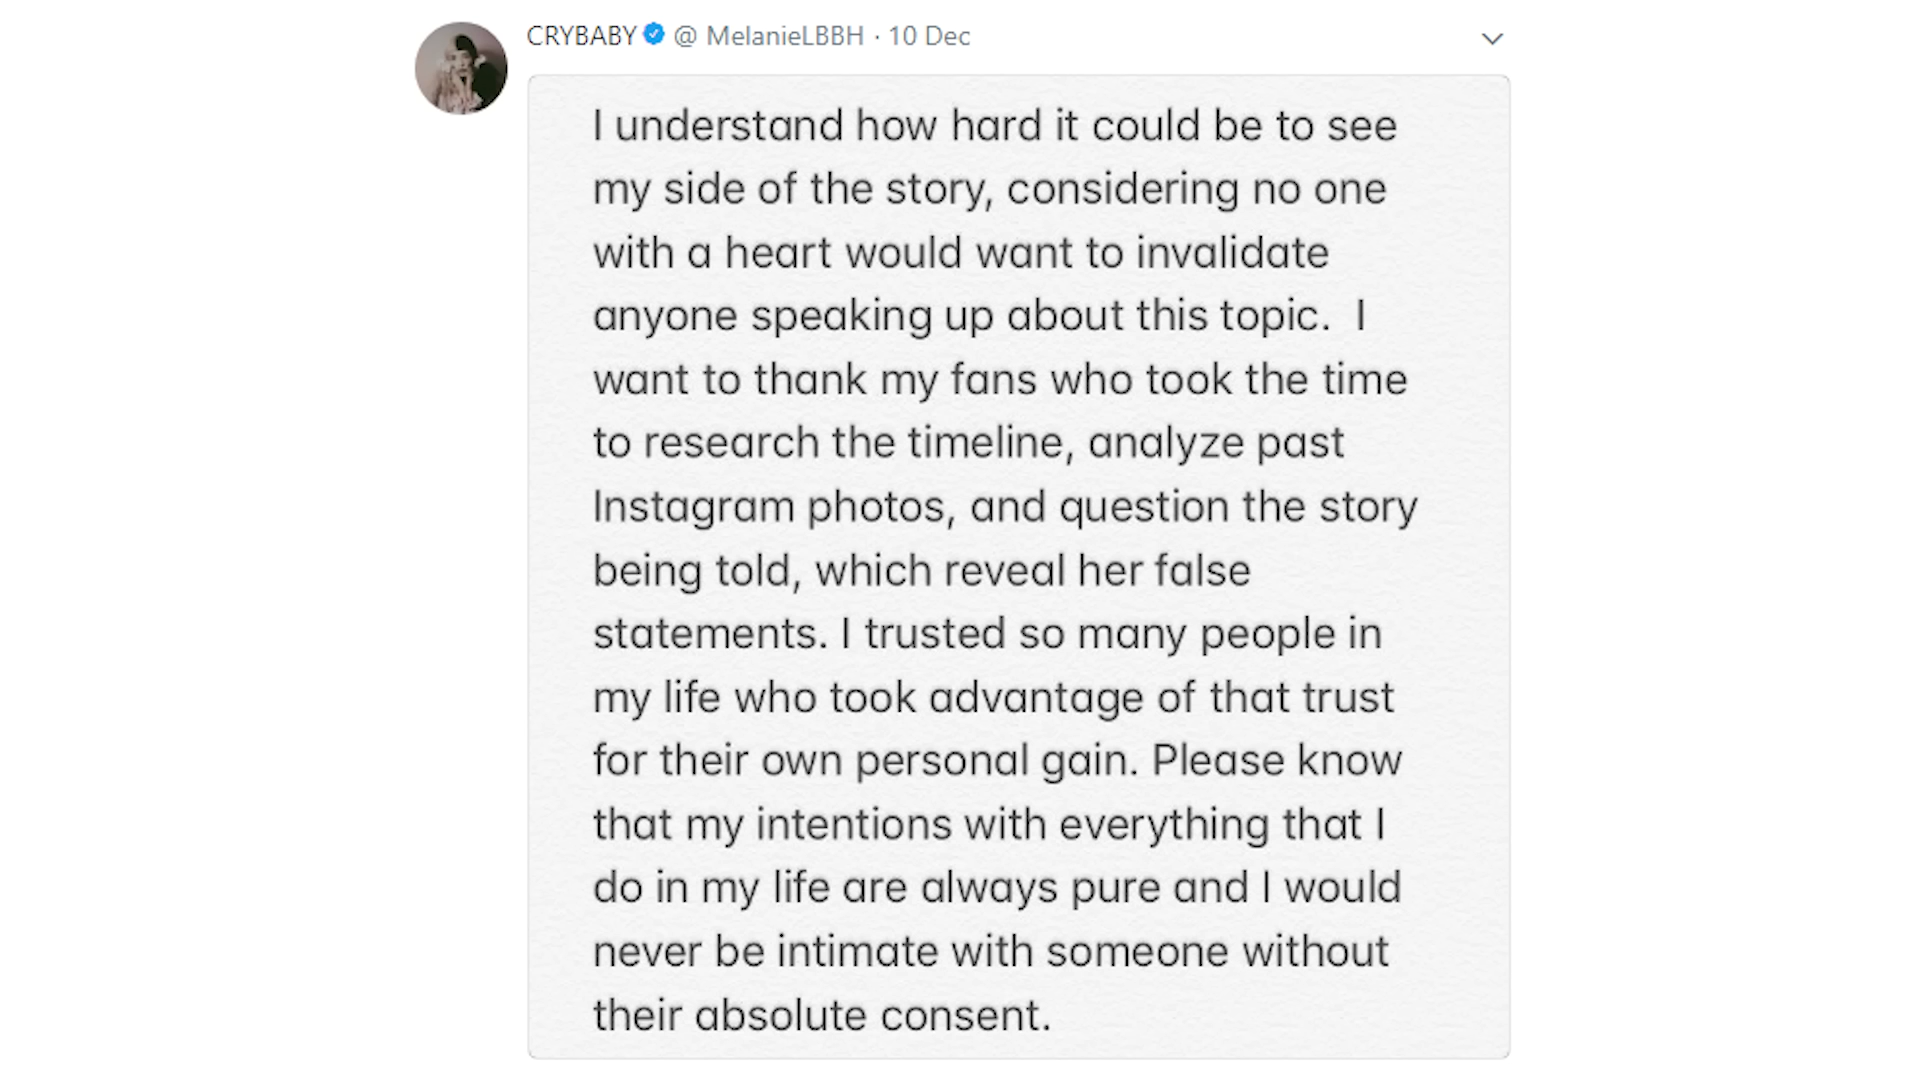 CRYBABY @ MelanieLBBH · 10 Dec
I understand how hard it could be to see
my side of the story, considering no one
with a heart would want to invalidate
anyone speaking up about this topic.  I
want to thank my fans who took the time
to research the timeline, analyze past
Instagram photos, and question the story
being told, which reveal her false
statements. I trusted so many people in
my life who took advantage of that trust
for their own personal gain. Please know
that my intentions with everything that I
do in my life are always pure and I would
never be intimate with someone without
their absolute consent.